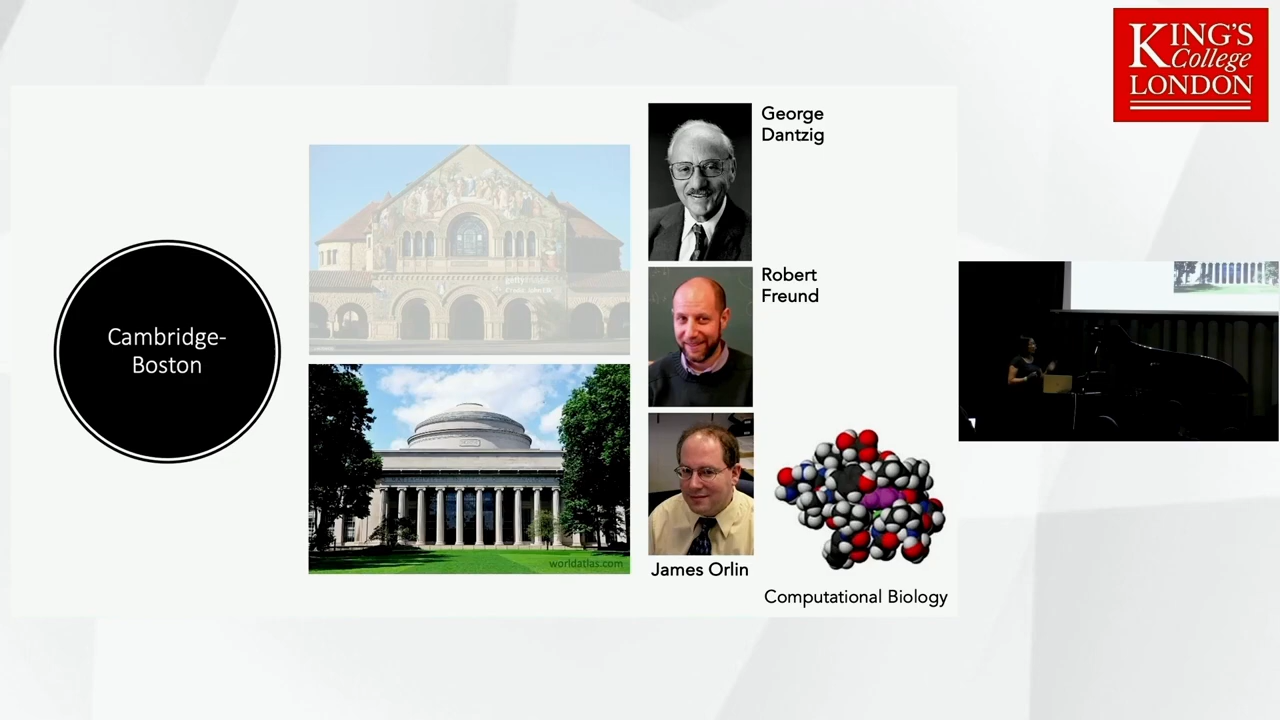 KING'S
College
LONDON
Cambridge-
Boston
George
Dantzig
Robert
Freund
worldatlas.com
James Orlin
Computational Biology